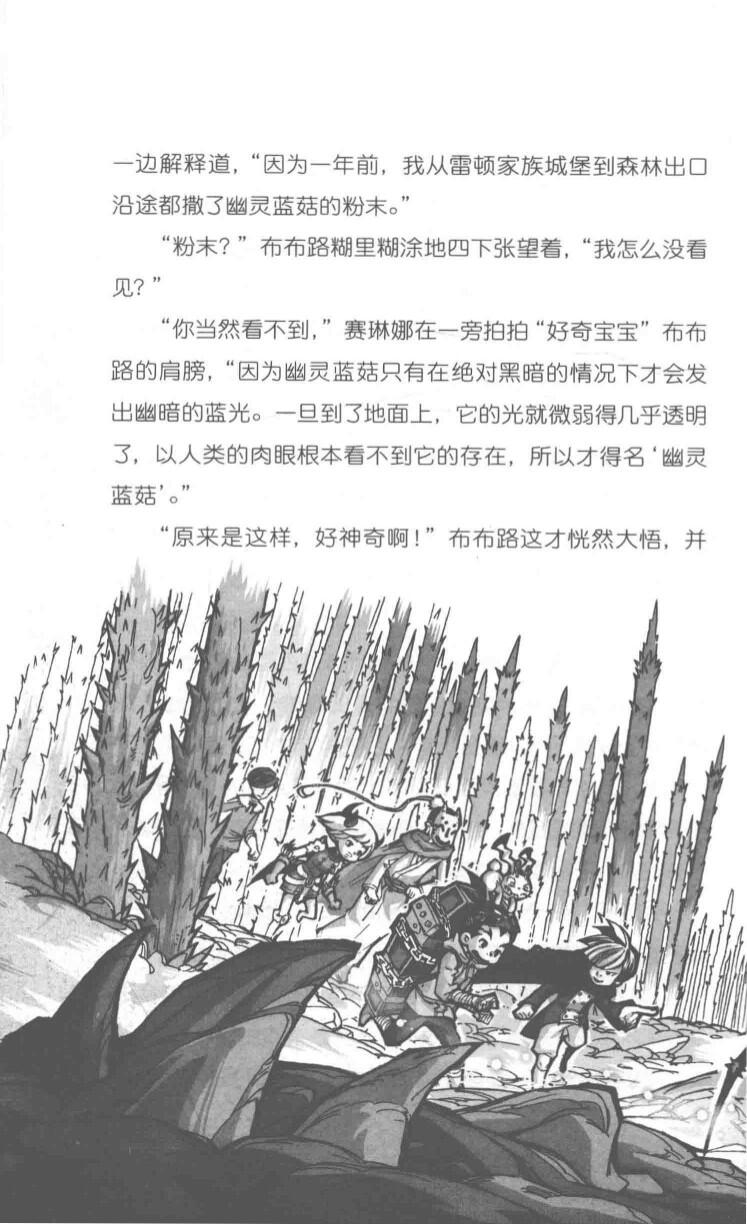 一边解释道，“因为一年前，我从雷顿家族城堡到森林出口
沿途都撒了幽灵蓝菇的粉末。”
“粉末？”布布路糊里糊涂地四下张望着，“我怎么没看
见？”
“你当然看不到，”赛琳娜在一旁拍拍“好奇宝宝”布布
路的肩膀，“因为幽灵蓝菇只有在绝对黑暗的情况下才会发
出幽暗的蓝光。一旦到了地面上，它的光就微弱得几乎透明
了，以人类的肉眼根本看不到它的存在，所以才得名‘幽灵
蓝菇’。”
“原来是这样，好神奇啊！”布布路这才恍然大悟，并